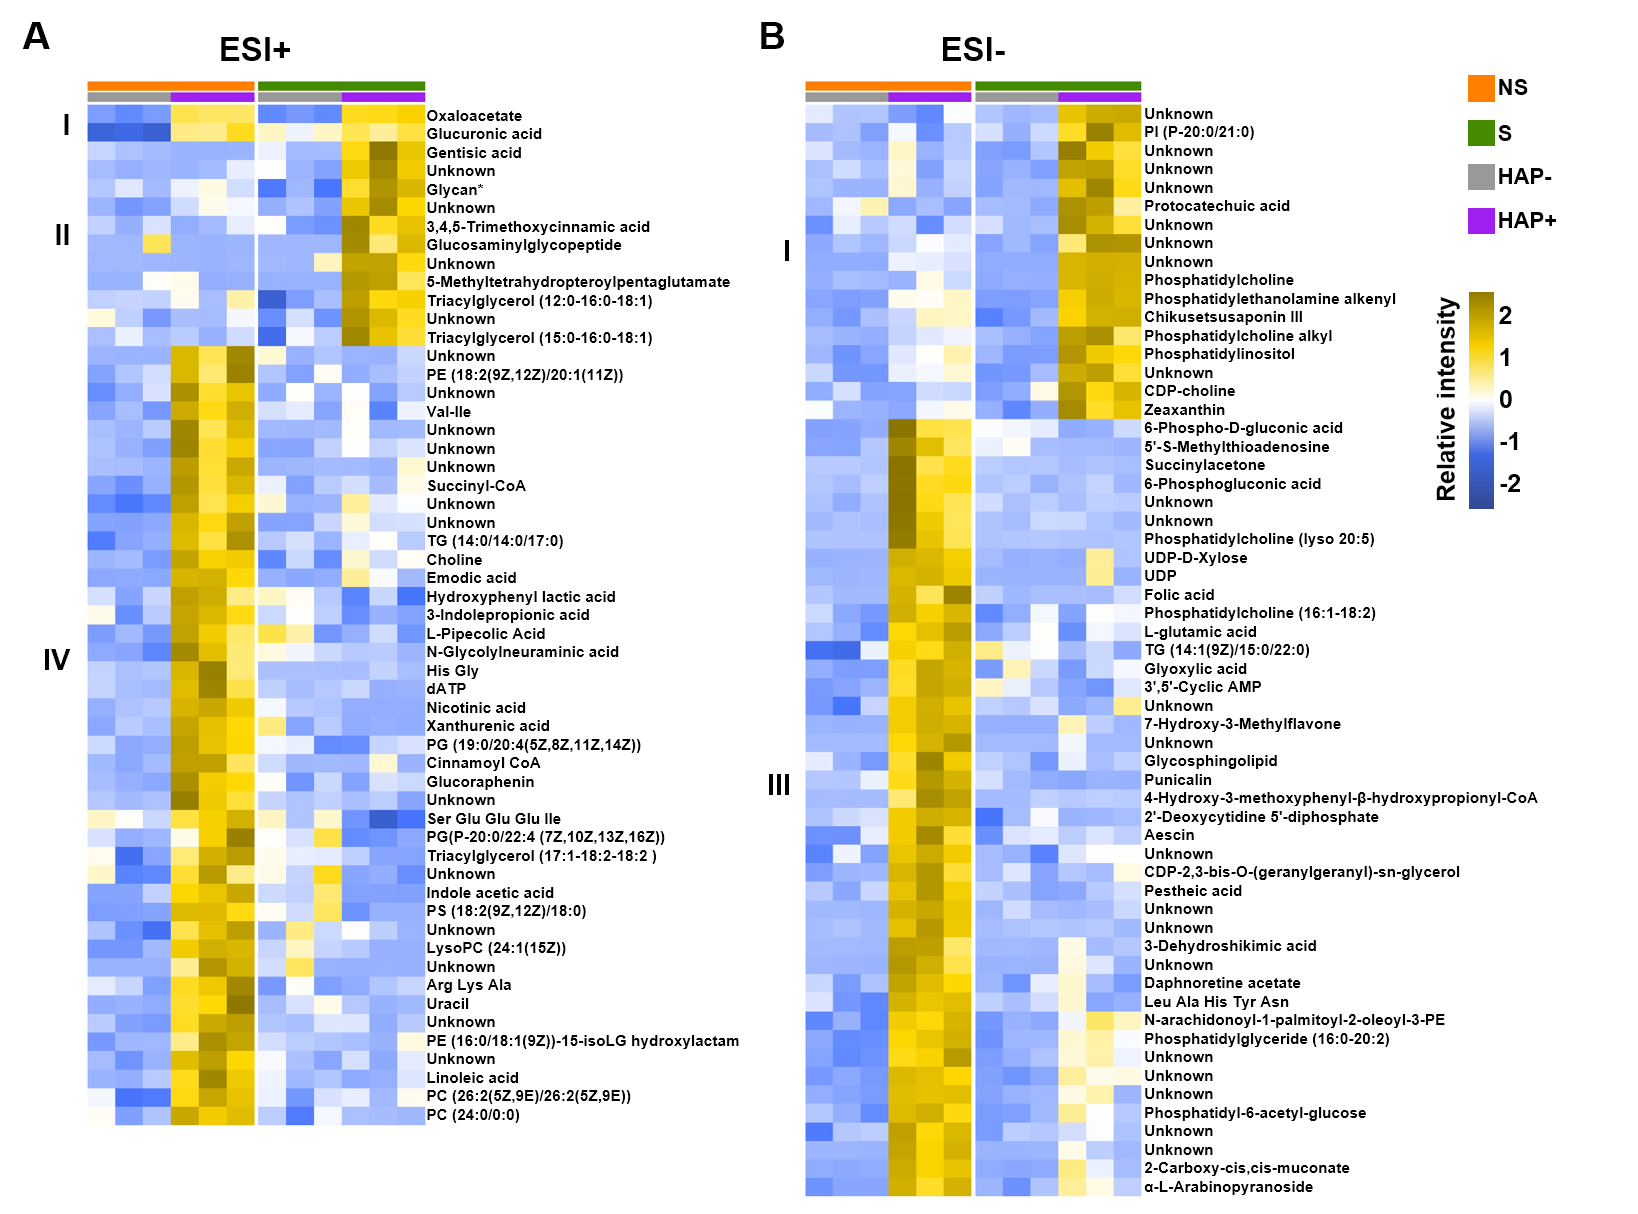 A
ESI+
I
II
IV
Oxaloacetate
Glucuronic acid
Gentisic acid
Unknown
Glycan*
Unknown
3,4,5-Trimethoxycinnamic acid
Glucosaminylglycopeptide
Unknown
5-Methyltetrahydropteroylpentaglutamate
Triacylglycerol (12:0-16:0-18:1)
Unknown
Triacylglycerol (15:0-16:0-18:1)
Unknown
PE (18:2(9Z,12Z)/20:1(11Z))
Unknown
Val-Ile
Unknown
Unknown
Unknown
Succinyl-CoA
Unknown
Unknown
TG (14:0/14:0/17:0)
Choline
Emodic acid
Hydroxyphenyl lactic acid
3-Indolepropionic acid
L-Pipecolic Acid
N-Glycolylneuraminic acid
His Gly
dATP
Nicotinic acid
Xanthurenic acid
PG (19:0/20:4(5Z,8Z,11Z,14Z))
Cinnamoyl CoA
Glucoraphenin
Unknown
Ser Glu Glu Glu Ile
PG(P-20:0/22:4 (7Z,10Z,13Z,16Z))
Triacylglycerol (17:1-18:2-18:2 )
Unknown
Indole acetic acid
PS (18:2(9Z,12Z)/18:0)
Unknown
LysoPC (24:1(15Z))
Unknown
Arg Lys Ala
Uracil
Unknown
PE (16:0/18:1(9Z))-15-isoLG hydroxylactam
Unknown
Linoleic acid
PC (26:2(5Z,9E)/26:2(5Z,9E))
PC (24:0/0:0)
B
ESI-
I
III
Unknown
PI (P-20:0/21:0)
Unknown
Unknown
Unknown
Protocatechuic acid
Unknown
Unknown
Unknown
Phosphatidylcholine
Phosphatidylethanolamine alkenyl
Chikusetsusaponin III
Phosphatidylcholine alkyl
Phosphatidylinositol
Unknown
CDP-choline
Zeaxanthin
6-Phospho-D-gluconic acid
5'-S-Methylthioadenosine
Succinylacetone
6-Phosphogluconic acid
Unknown
Unknown
Phosphatidylcholine (lyso 20:5)
UDP-D-Xylose
UDP
Folic acid
Phosphatidylcholine (16:1-18:2)
L-glutamic acid
TG (14:1(9Z)/15:0/22:0)
Glyoxylic acid
3',5'-Cyclic AMP
Unknown
7-Hydroxy-3-Methylflavone
Unknown
Glycosphingolipid
Punicalin
4-Hydroxy-3-methoxyphenyl-β-hydroxypropionyl-CoA
2'-Deoxycytidine 5'-diphosphate
Aescin
Unknown
CDP-2,3-bis-O-(geranylgeranyl)-sn-glycerol
Pestheic acid
Unknown
Unknown
3-Dehydroshikimic acid
Unknown
Daphnoretine acetate
Leu Ala His Tyr Asn
N-arachidonoyl-1-palmitoyl-2-oleoyl-3-PE
Phosphatidylglyceride (16:0-20:2)
Unknown
Unknown
Unknown
Phosphatidyl-6-acetyl-glucose
Unknown
Unknown
2-Carboxy-cis,cis-muconate
α-L-Arabinopyranoside
NS
S
HAP-
HAP+
Relative intensity
2
1
0
-1
-2